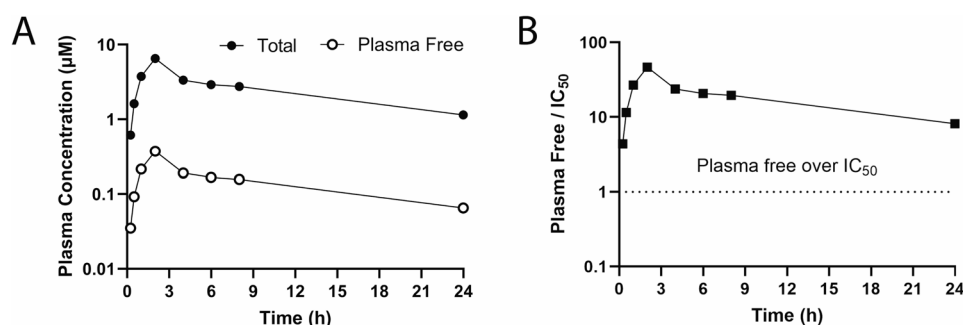 A
Total
Plasma Free
Plasma Concentration (µM)
10
1
0.1
0.01
0 3 6 9 12 15 18 21 24
Time (h)
B
Plasma Free / IC50
100
10
1
0.1
Plasma free over IC50
0 3 6 9 12 15 18 21 24
Time (h)